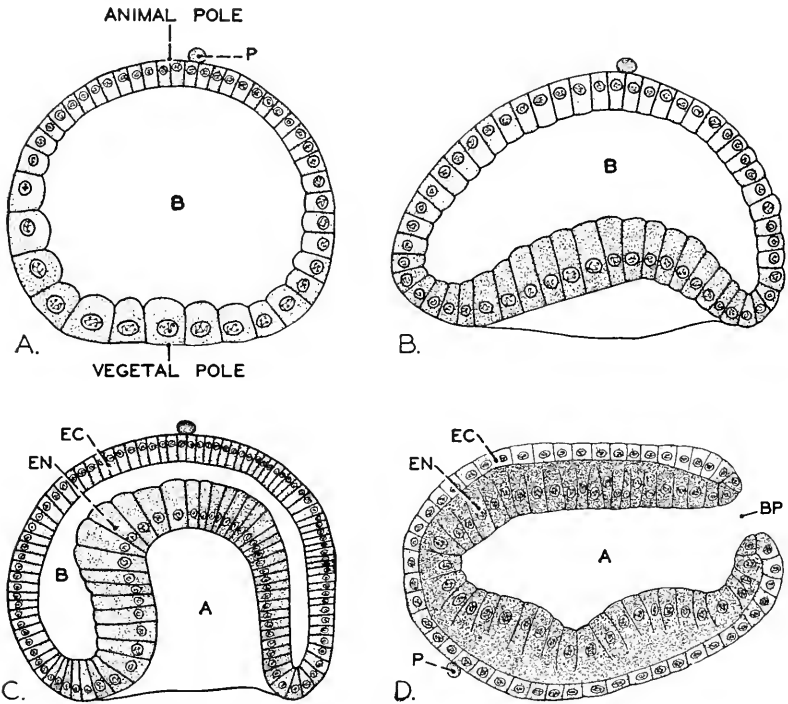 ANIMAL POLE
P
B
A.
VEGETAL POLE
B
B.
EC
EN
B
A
C.
EC
EN
BP
A
P
D.